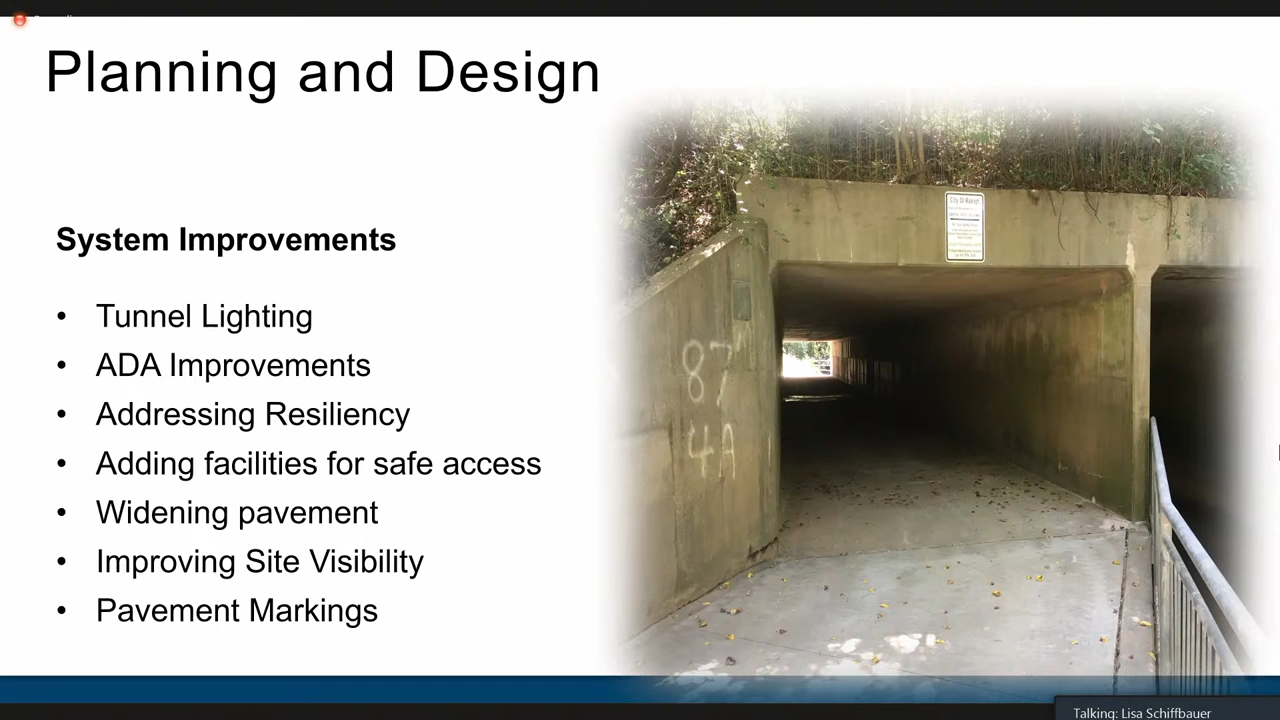 Planning and Design
System Improvements
• Tunnel Lighting
• ADA Improvements
• Addressing Resiliency
• Adding facilities for safe access
• Widening pavement
• Improving Site Visibility
• Pavement Markings
City Of Raleigh
87
4A
Talking: Lisa Schiffbauer